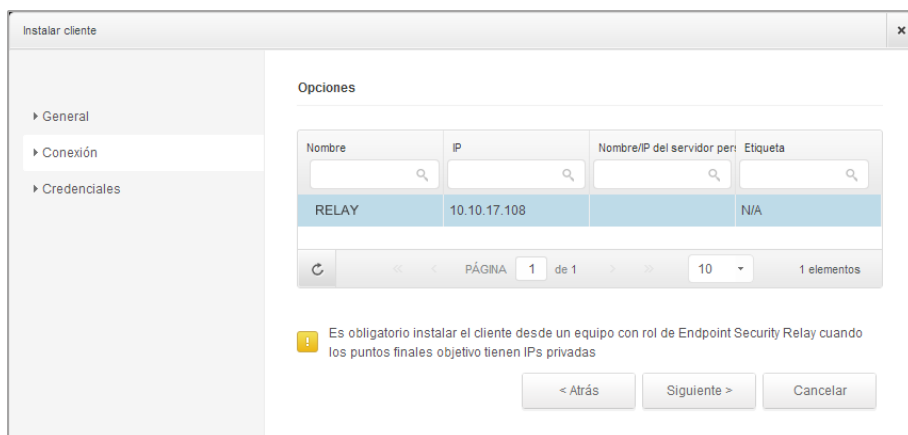 Instalar cliente
×
General
Conexión
Credenciales
Opciones
Nombre IP Nombre/IP del servidor pers Etiqueta
RELAY 10.10.17.108 N/A
PÁGINA 1 de 1 10 1 elementos
Es obligatorio instalar el cliente desde un equipo con rol de Endpoint Security Relay cuando
los puntos finales objetivo tienen IPs privadas
< Atrás Siguiente > Cancelar